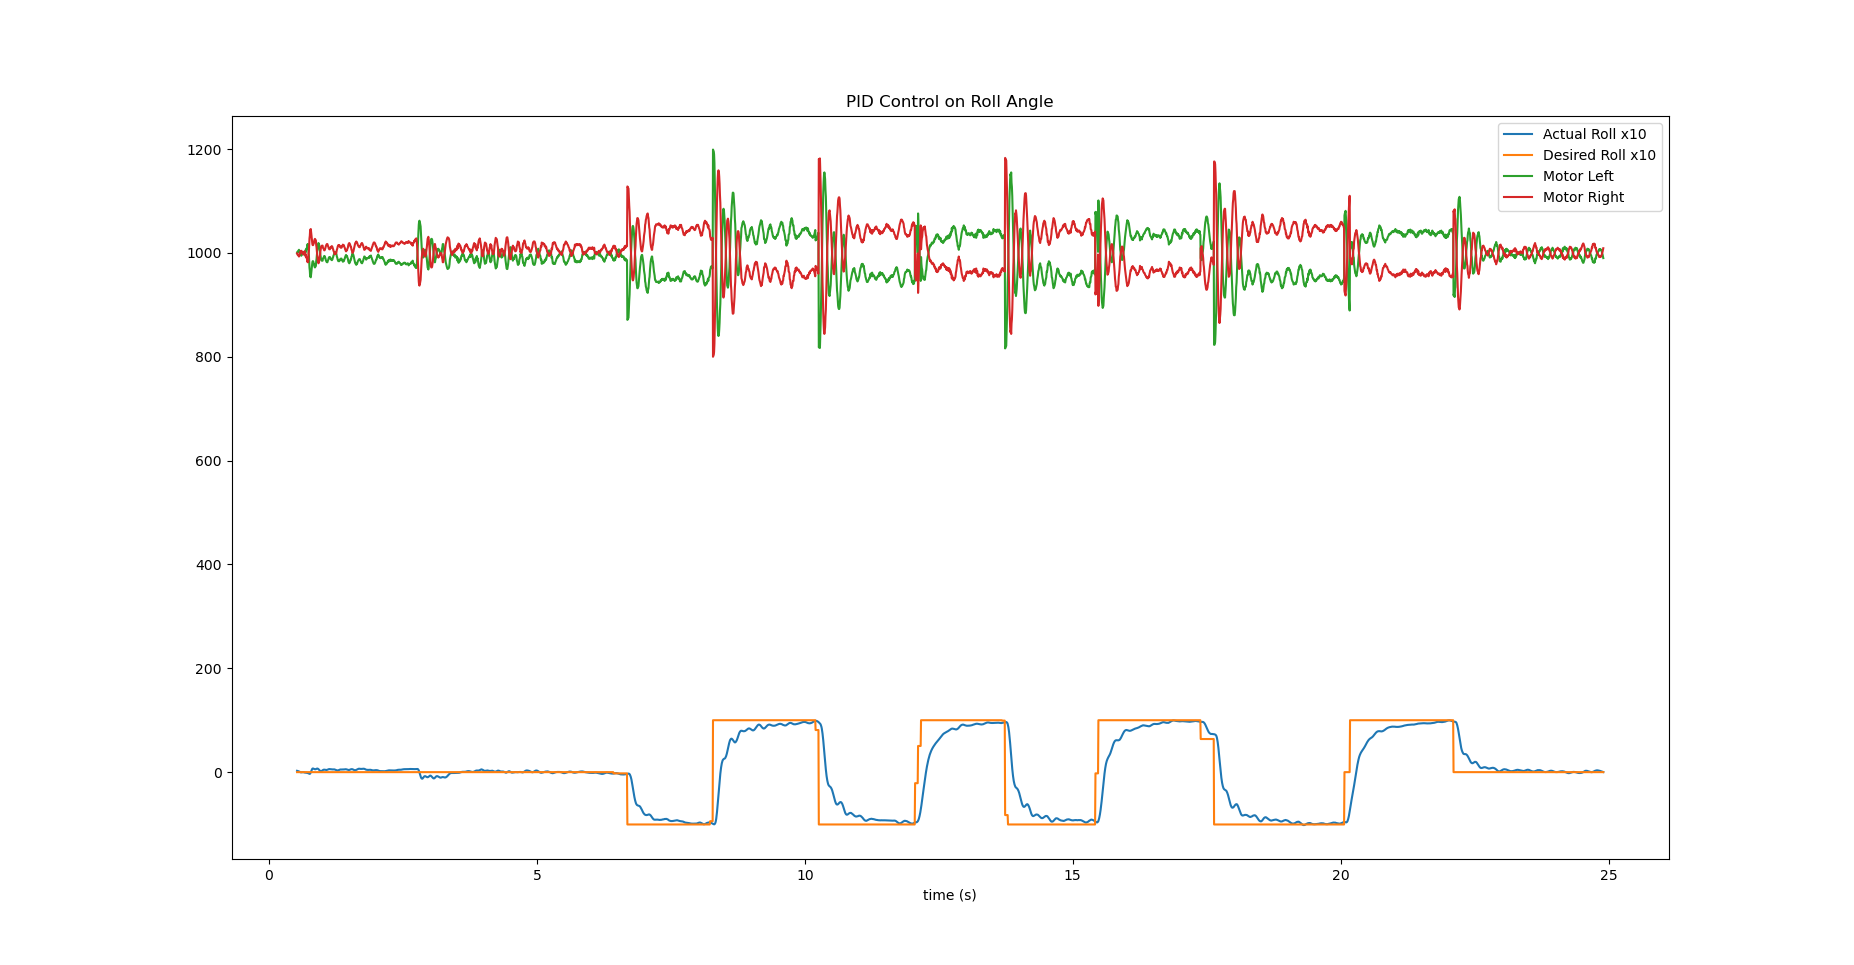 PID Control on Roll Angle
Actual Roll x10
Desired Roll x10
Motor Left
Motor Right
1200
1000
800
600
400
200
0
0 5 10 15 20 25
time (s)